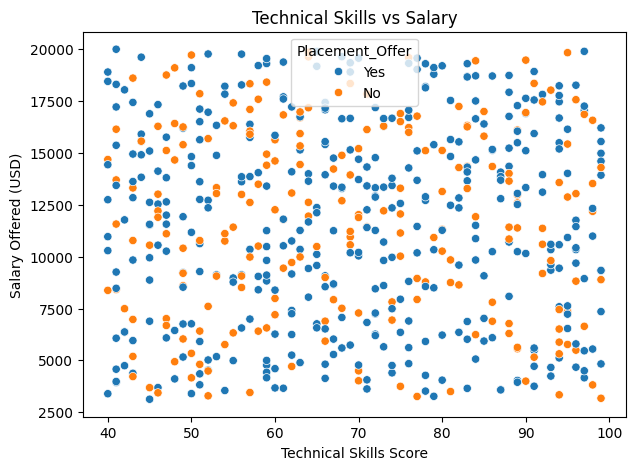 Technical Skills vs Salary
Placement_Offer
Yes
No
Salary Offered (USD)
20000
17500
15000
12500
10000
7500
5000
2500
40 50 60 70 80 90 100
Technical Skills Score